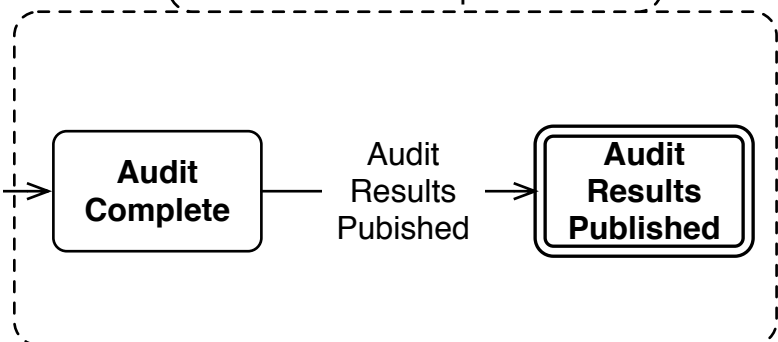 Audit
Complete
Audit
Results
Pubished
Audit
Results
Published